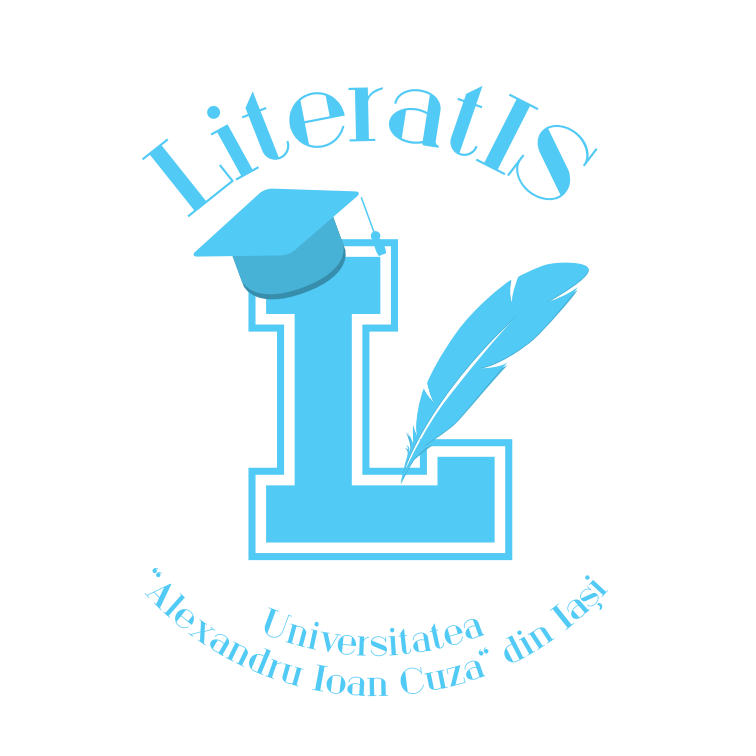 LiteratIS
L
Universitatea
“Alexandru Ioan Cuza“ din Iași